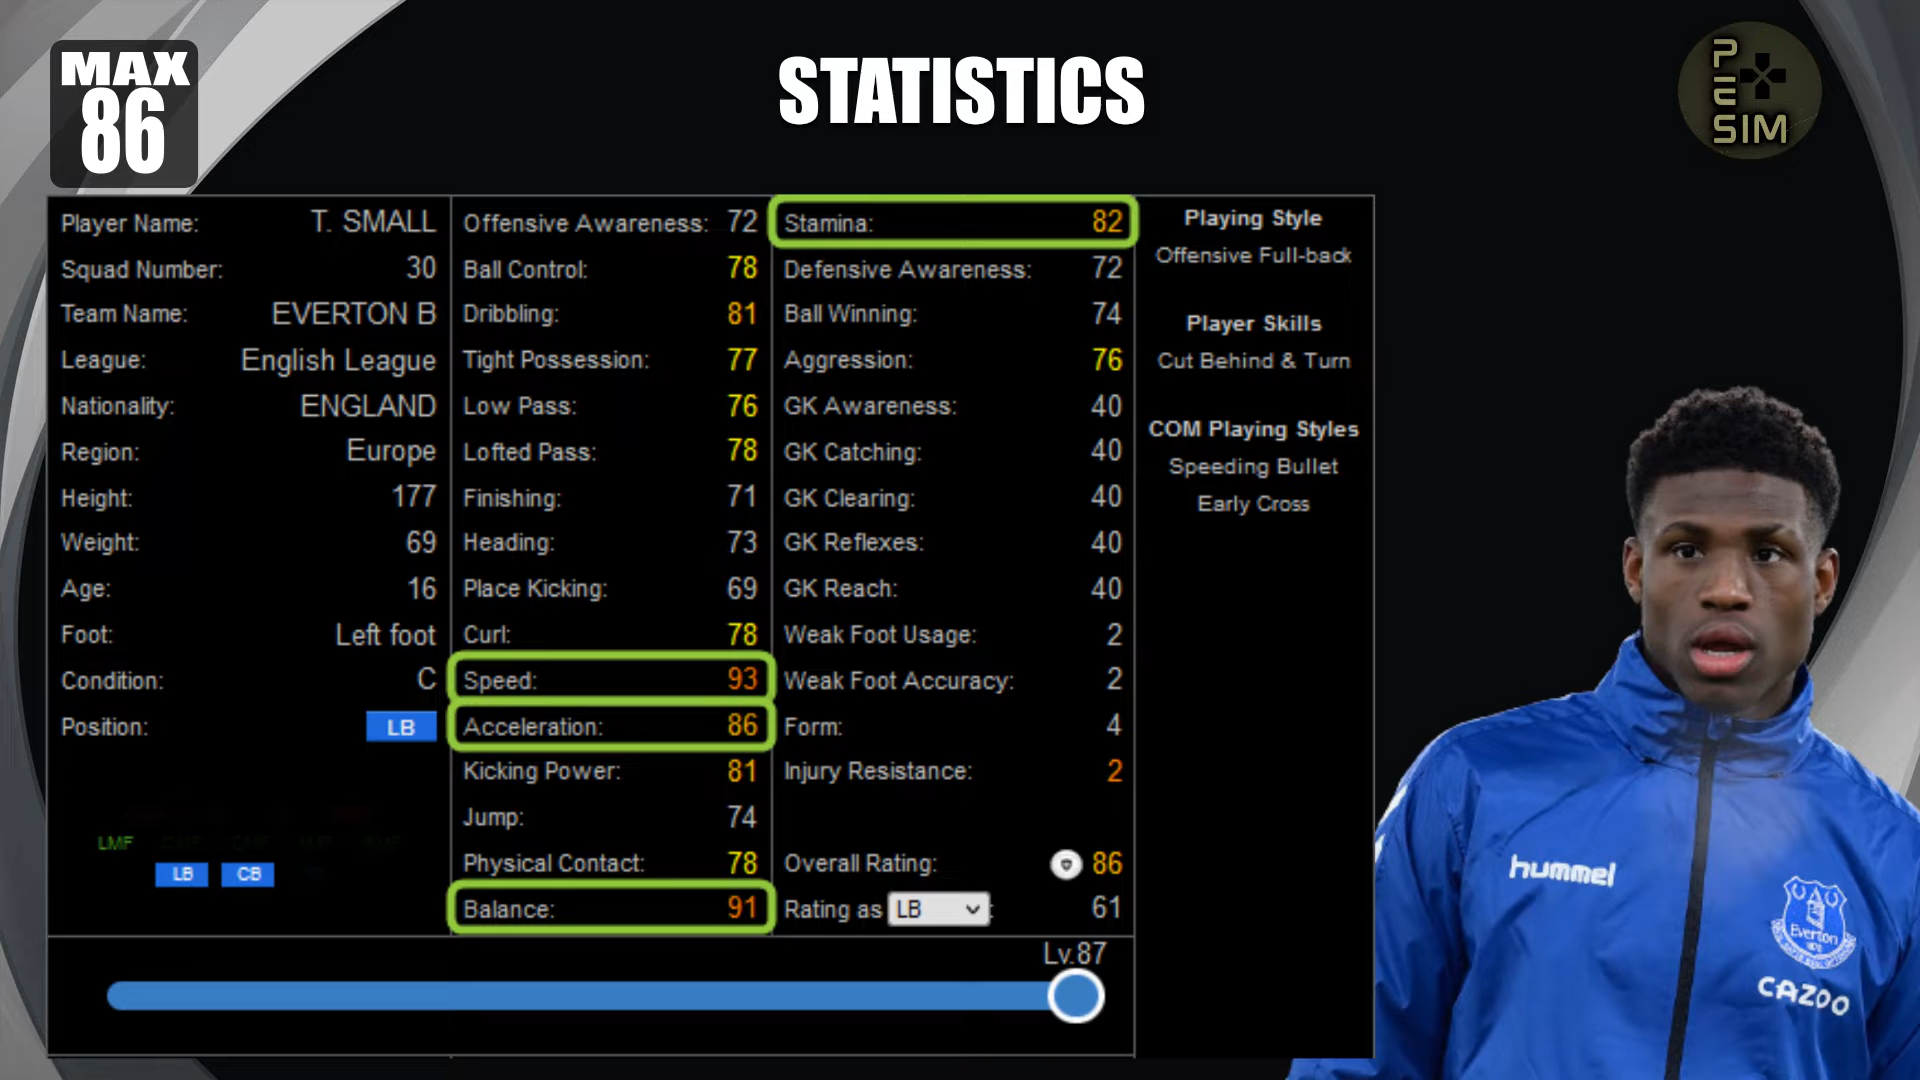 MAX
86
STATISTICS
PE
SIM
Player Name: T. SMALL
Squad Number: 30
Team Name: EVERTON B
League: English League
Nationality: ENGLAND
Region: Europe
Height: 177
Weight: 69
Age: 16
Foot: Left foot
Condition: C
Position: LB
LMF
LB CB
Offensive Awareness: 72
Ball Control: 78
Dribbling: 81
Tight Possession: 77
Low Pass: 76
Lofted Pass: 78
Finishing: 71
Heading: 73
Place Kicking: 69
Curl: 78
Speed: 93
Acceleration: 86
Kicking Power: 81
Jump: 74
Physical Contact: 78
Balance: 91
Stamina: 82
Defensive Awareness: 72
Ball Winning: 74
Aggression: 76
GK Awareness: 40
GK Catching: 40
GK Clearing: 40
GK Reflexes: 40
GK Reach: 40
Weak Foot Usage: 2
Weak Foot Accuracy: 2
Form: 4
Injury Resistance: 2
Overall Rating: 86
Rating as LB : 61
Playing Style
Offensive Full-back
Player Skills
Cut Behind & Turn
COM Playing Styles
Speeding Bullet
Early Cross
Lv.87
hummel
Everton
CAZOO